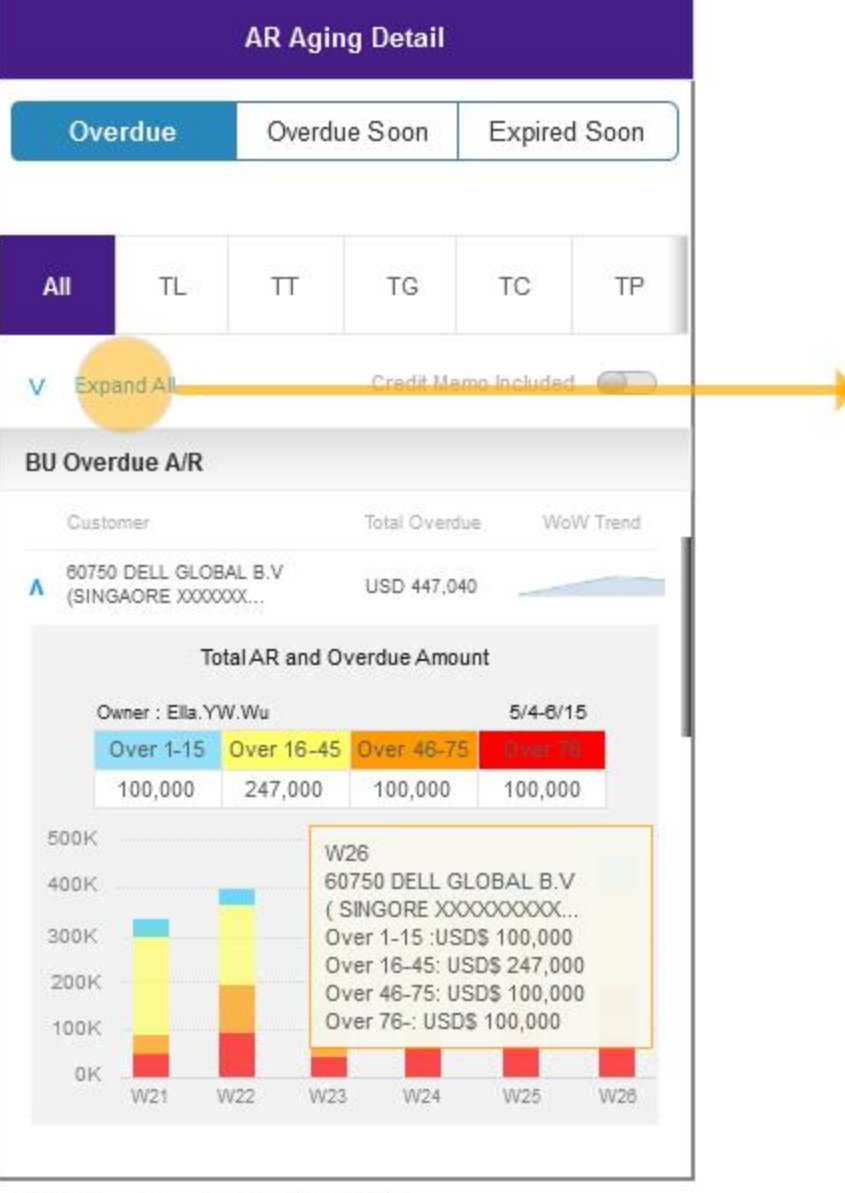 AR Aging Detail
Overdue Overdue Soon Expired Soon
All TL TT TG TC TP
V Expand All Credit Memo Included
BU Overdue A/R
Customer Total Overdue WoW Trend
60750 DELL GLOBAL B.V
(SINGAORE XXXXXXX... USD 447,040
Total AR and Overdue Amount
Owner : Ella.YW.Wu 5/4-6/15
Over 1-15 Over 16-45 Over 46-75 Over 76
100,000 247,000 100,000 100,000
500K
400K
300K
200K
100K
0K
W26
60750 DELL GLOBAL B.V
( SINGORE XXXXXXXXXX...
Over 1-15 :USD$ 100,000
Over 16-45: USD$ 247,000
Over 46-75: USD$ 100,000
Over 76-: USD$ 100,000
W21 W22 W23 W24 W25 W26